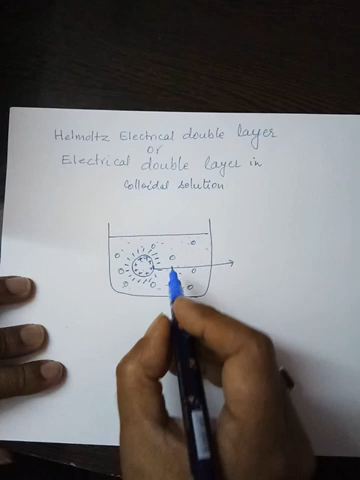 Helmoltz Electrical double layer
or
Electrical double layer in
Colloidal solution